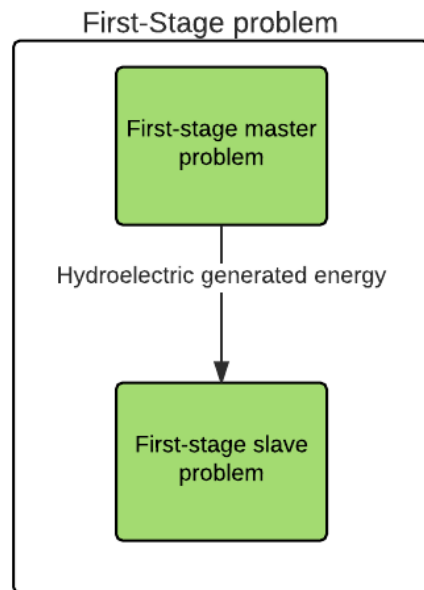 First-Stage problem
First-stage master
problem
Hydroelectric generated energy
First-stage slave
problem